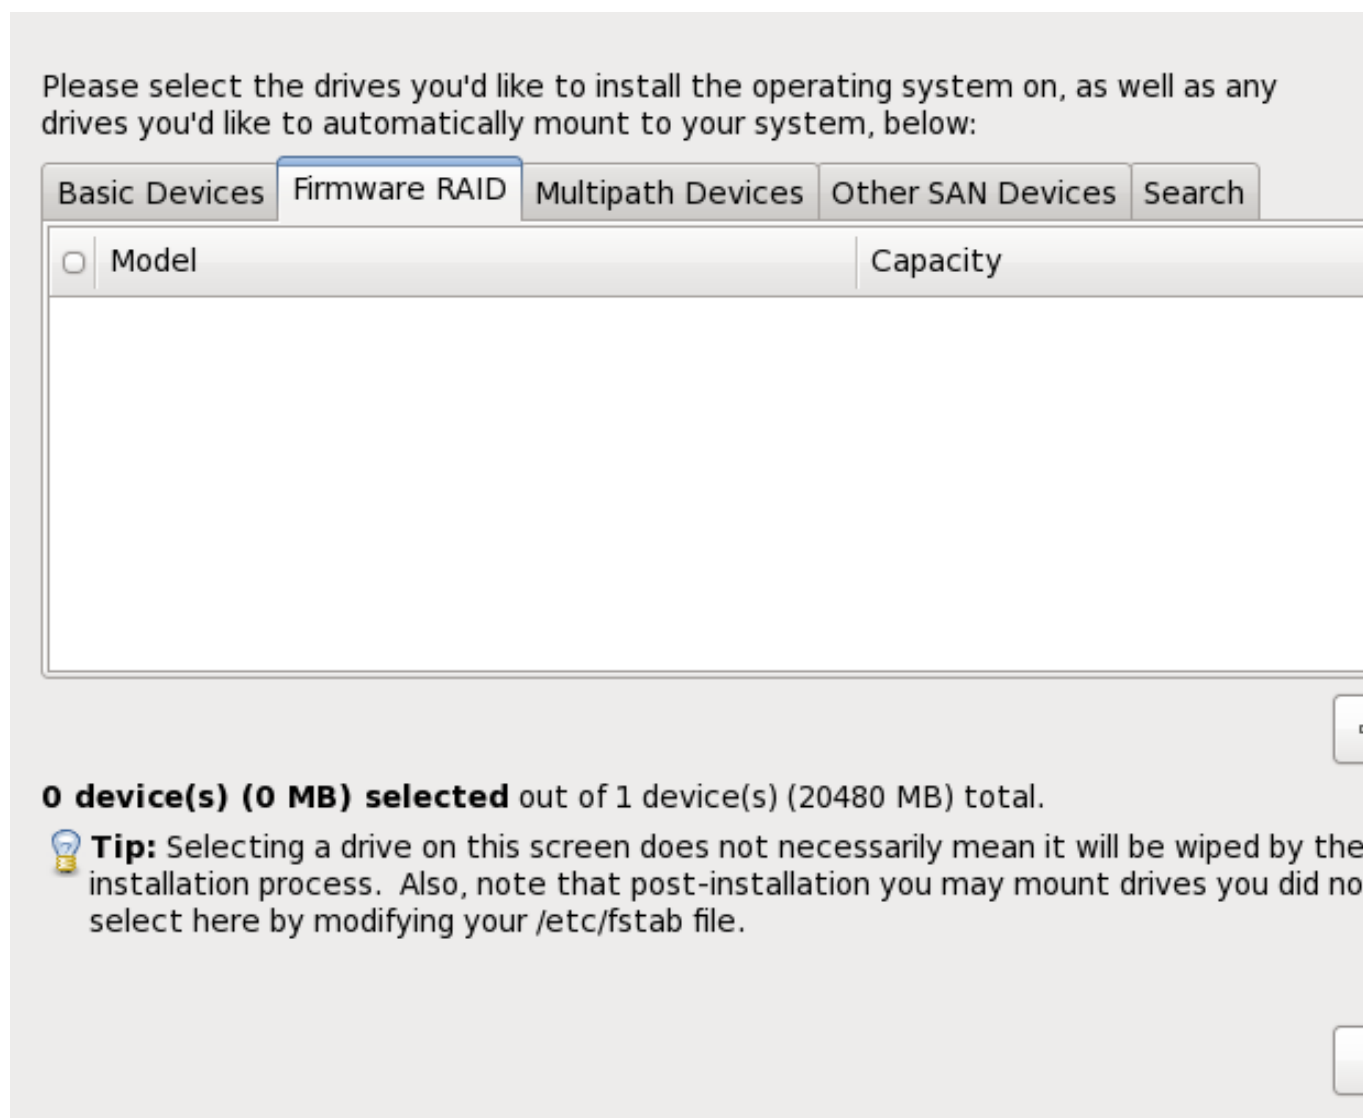 Please select the drives you'd like to install the operating system on, as well as any
drives you'd like to automatically mount to your system, below:
Basic Devices Firmware RAID Multipath Devices Other SAN Devices Search
Model Capacity
0 device(s) (0 MB) selected out of 1 device(s) (20480 MB) total.
Tip: Selecting a drive on this screen does not necessarily mean it will be wiped by the
installation process.  Also, note that post-installation you may mount drives you did no
select here by modifying your /etc/fstab file.